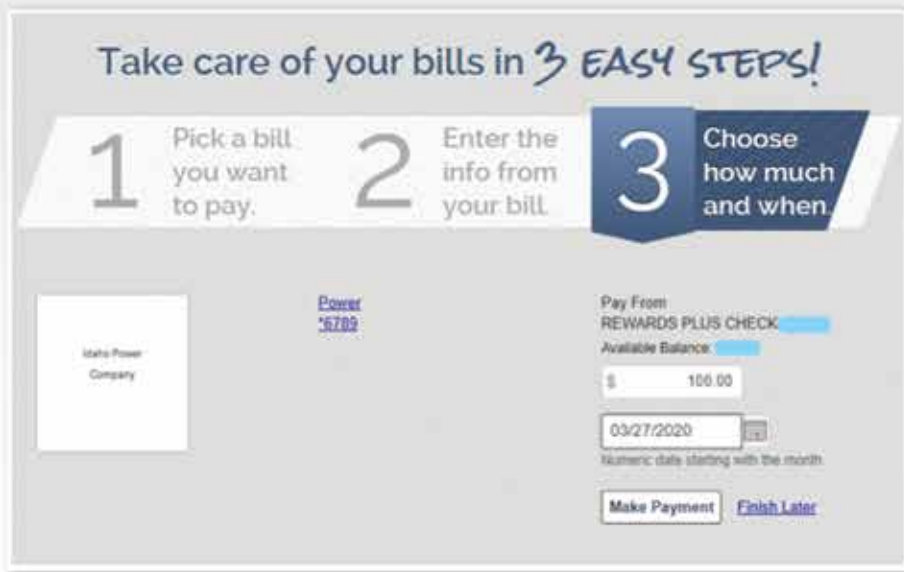 Take care of your bills in 3 EASY STEPS!
1
Pick a bill
you want
to pay.
2
Enter the
info from
your bill.
3
Choose
how much
and when.
Idaho Power
Company
Power
*6789
Pay From
REWARDS PLUS CHECK
Available Balance:
$ 100.00
03/27/2020
Numeric date starting with the month
Make Payment
Finish Later